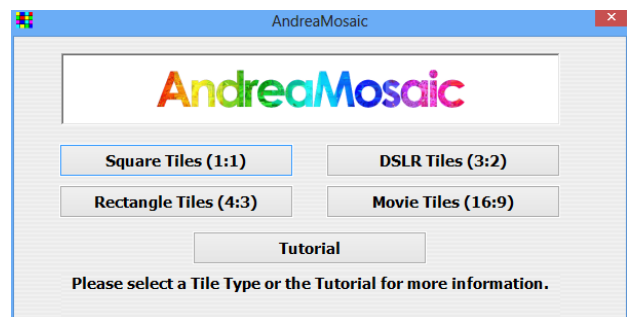 AndreaMosaic
AndreaMosaic
Square Tiles (1:1)
DSLR Tiles (3:2)
Rectangle Tiles (4:3)
Movie Tiles (16:9)
Tutorial
Please select a Tile Type or the Tutorial for more information.